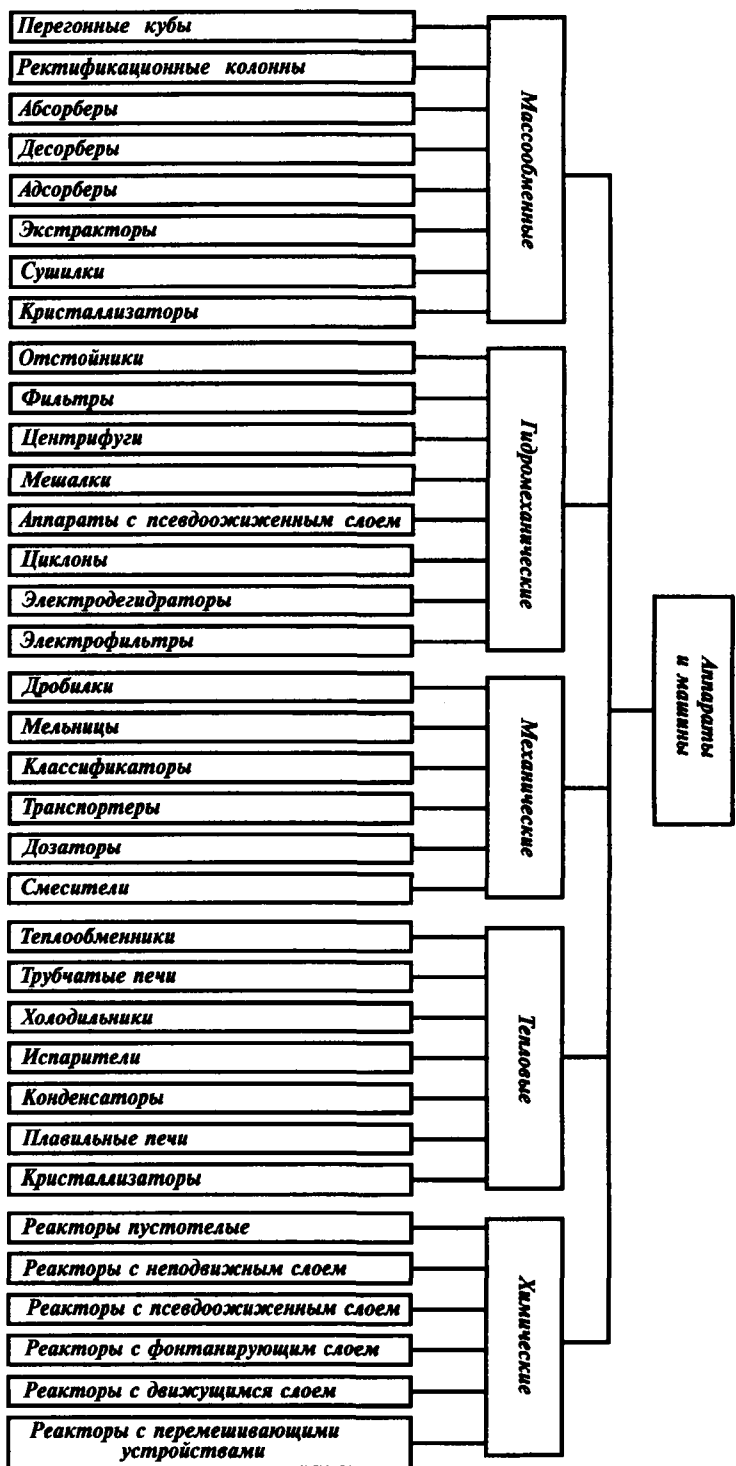 Аппараты
и машины
Массообменные
Перегонные кубы
Ректификационные колонны
Абсорберы
Десорберы
Адсорберы
Экстракторы
Сушилки
Кристаллизаторы
Гидромеханические
Отстойники
Фильтры
Центрифуги
Мешалки
Аппараты с псевдоожиженным слоем
Циклоны
Электродегидраторы
Электрофильтры
Механические
Дробилки
Мельницы
Классификаторы
Транспортеры
Дозаторы
Смесители
Тепловые
Теплообменники
Трубчатые печи
Холодильники
Испарители
Конденсаторы
Плавильные печи
Кристаллизаторы
Химические
Реакторы пустотелые
Реакторы с неподвижным слоем
Реакторы с псевдоожиженным слоем
Реакторы с фонтанирующим слоем
Реакторы с движущимся слоем
Реакторы с перемешивающими
устройствами